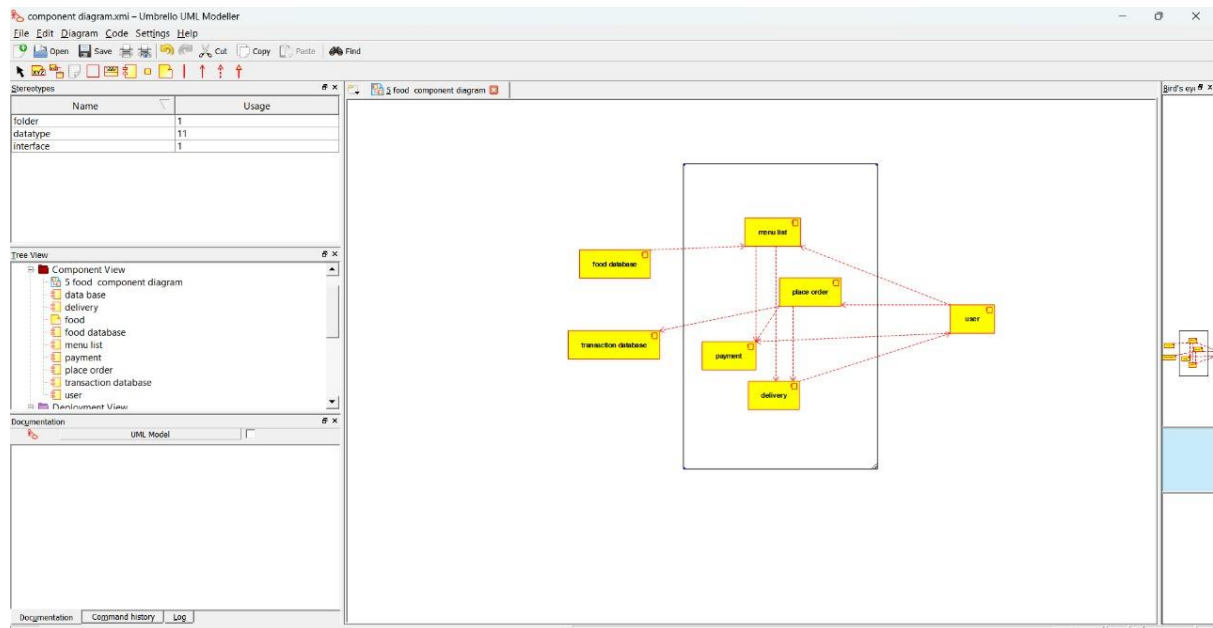 component diagram.xmi – Umbrello UML Modeller
File Edit Diagram Code Settings Help
Open Save Cut Copy Paste Find
xyz
Stereotypes
Name Usage
folder 1
datatype 11
interface 1
Tree View
Component View
5 food component diagram
data base
delivery
food
food database
menu list
payment
place order
transaction database
user
Deployment View
Documentation
UML Model
Documentation Command history Log
5 food component diagram
menu list
food database
place order
user
transaction database
payment
delivery
Bird's eye